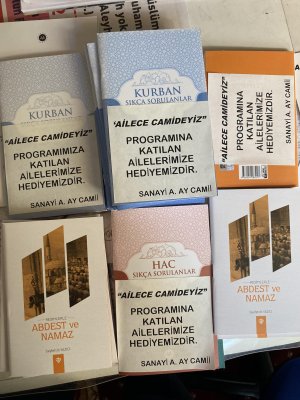 KURBAN
SIKÇA SORULANLAR
"AİLECE CAMİDEYİZ"
PROGRAMIMIZA
KATILAN
AİLELERİMİZE
HEDİYEMİZDİR.
SANAYİ A. AY CAMİİ
KURBAN
SIKÇA SORULANLAR
"AİLECE CAMİDEYİZ"
PROGRAMINA
KATILAN
AİLELERİMİZE
HEDİYEMİZDİR.
SANAYİ A. AY CAMİİ
"AİLECE CAMİDEYİZ"
PROGRAMINA
KATILAN
AİLELERİMİZE
HEDİYEMİZDİR.
SANAYİ A. AY CAMİİ
ABDEST ve
NAMAZ
HAC
SIKÇA SORULANLAR
"AİLECE CAMİDEYİZ"
PROGRAMINA
KATILAN
AİLELERİMİZE
HEDİYEMİZDİR.
SANAYİ A. AY CAMİİ
ABDEST ve
NAMAZ